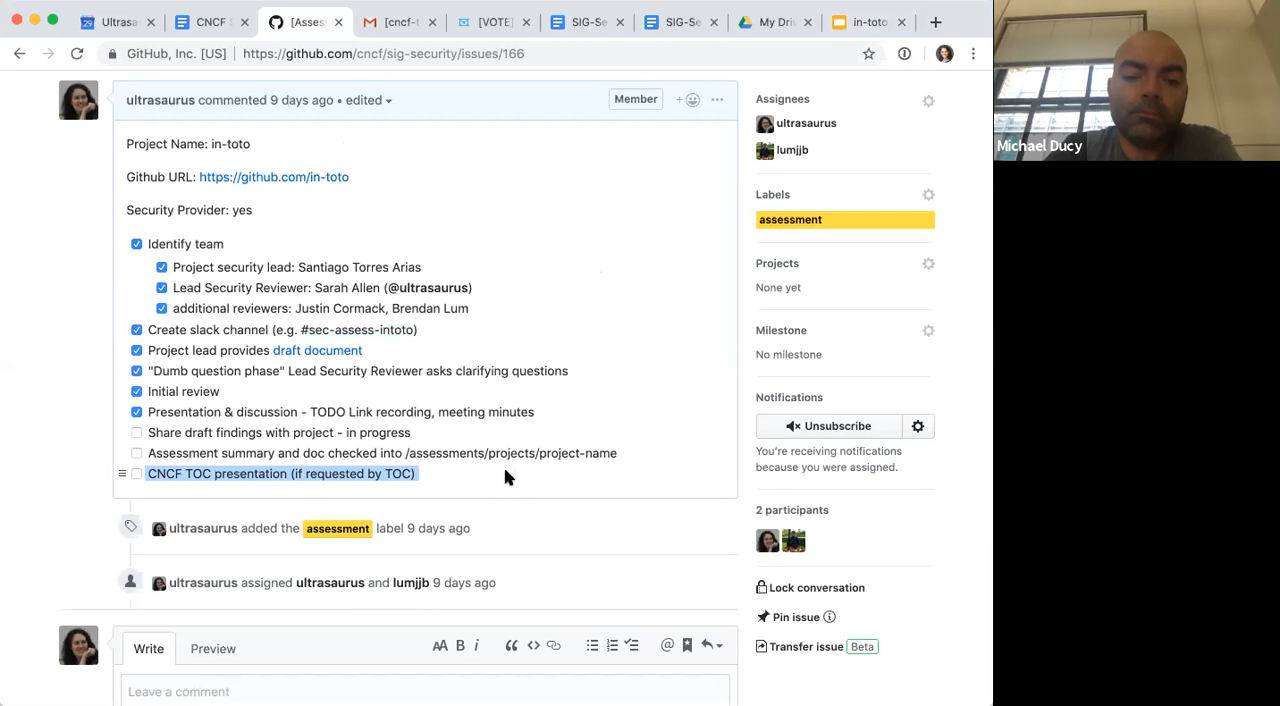 Ultrasa
CNCF S
[Assess
[cncf-t
[VOTE]
SIG-Se
SIG-Se
My Dri
in-toto
GitHub, Inc. [US]
https://github.com/cncf/sig-security/issues/166
ultrasaurus commented 9 days ago • edited
Member
Project Name: in-toto
Github URL: https://github.com/in-toto
Security Provider: yes
Identify team
Project security lead: Santiago Torres Arias
Lead Security Reviewer: Sarah Allen (@ultrasaurus)
additional reviewers: Justin Cormack, Brendan Lum
Create slack channel (e.g. #sec-assess-intoto)
Project lead provides draft document
"Dumb question phase" Lead Security Reviewer asks clarifying questions
Initial review
Presentation & discussion - TODO Link recording, meeting minutes
Share draft findings with project - in progress
Assessment summary and doc checked into /assessments/projects/project-name
CNCF TOC presentation (if requested by TOC)
ultrasaurus added the assessment label 9 days ago
ultrasaurus assigned ultrasaurus and lumjjb 9 days ago
Write
Preview
AA B i
Leave a comment
Assignees
ultrasaurus
lumjjb
Labels
assessment
Projects
None yet
Milestone
No milestone
Notifications
Unsubscribe
You're receiving notifications
because you were assigned.
2 participants
Lock conversation
Pin issue
Transfer issue Beta
Michael Ducy